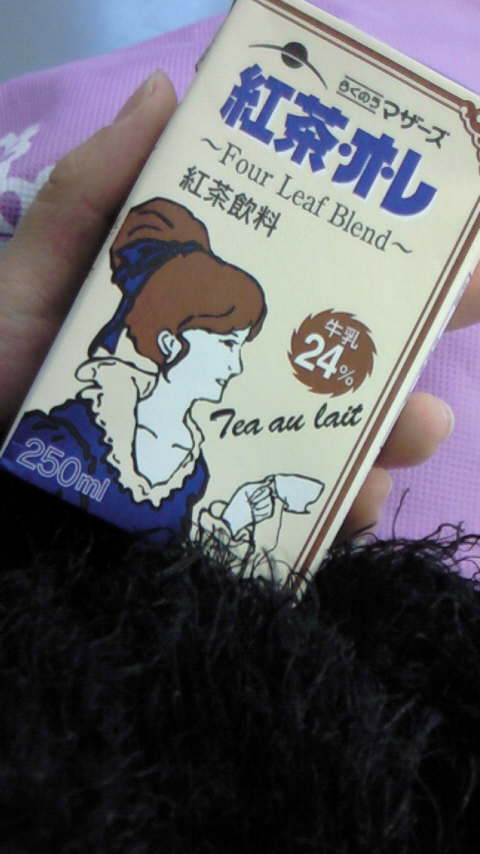 らくのうマザーズ
紅茶・オ・レ
～Four Leaf Blend～
紅茶飲料
牛乳
24%
Tea au lait
250ml